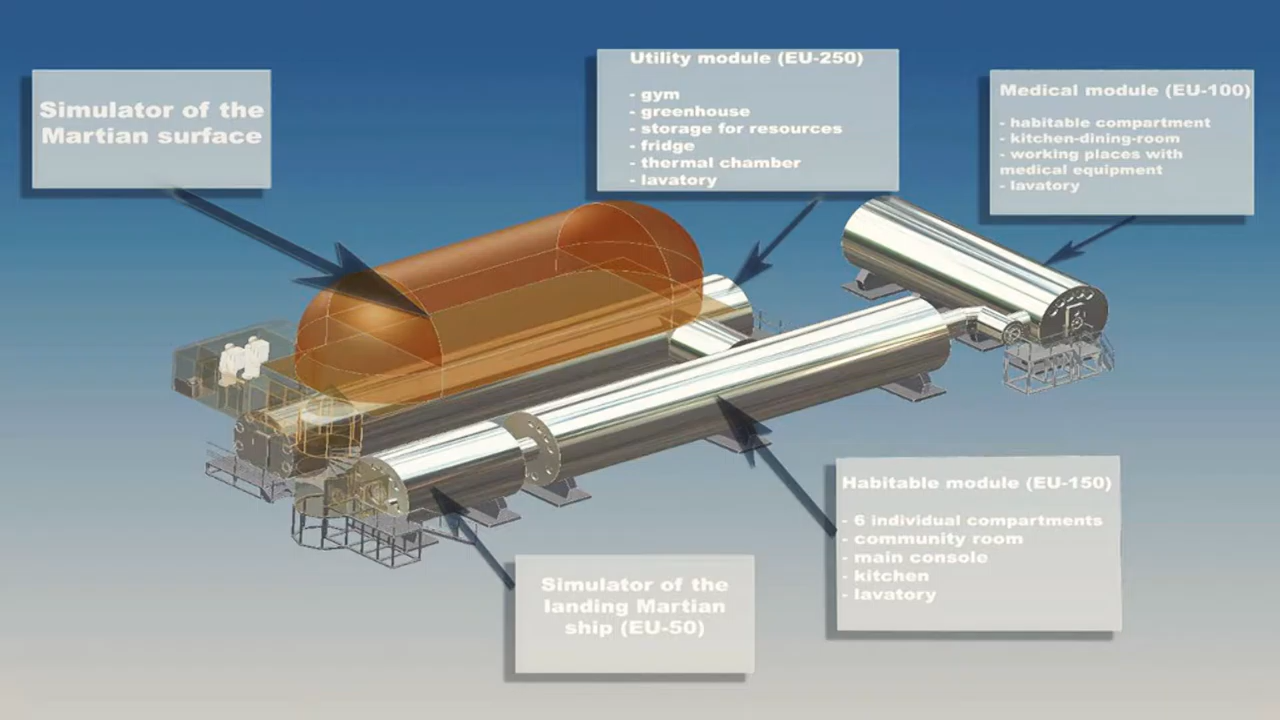 Simulator of the
Martian surface
Utility module (EU-250)
- gym
- greenhouse
- storage for resources
- fridge
- thermal chamber
- lavatory
Medical module (EU-100)
- habitable compartment
- kitchen-dining-room
- working places with
medical equipment
- lavatory
Habitable module (EU-150)
- 6 individual compartments
- community room
- main console
- kitchen
- lavatory
Simulator of the
landing Martian
ship (EU-50)